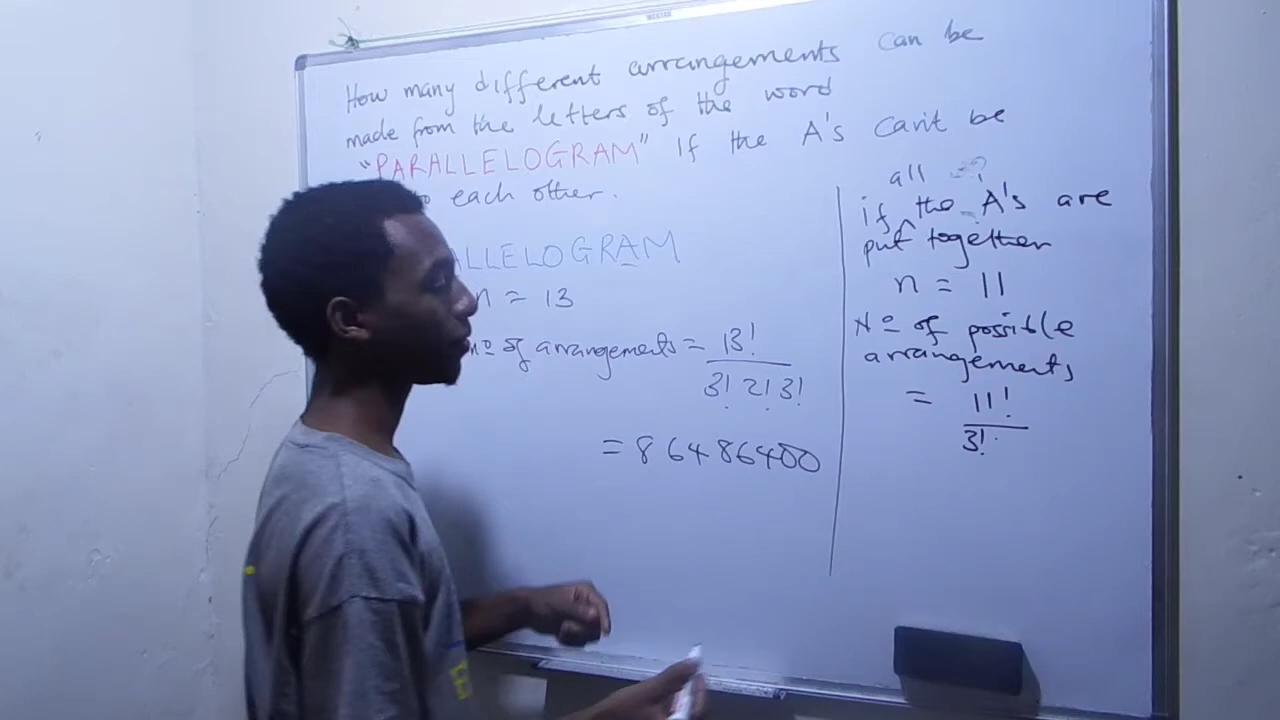 How many different arrangements can be
made from the letters of the word
"PARALLELOGRAM" if the A's can't be
to each other.
ALLELOGRAM
n = 13
nº of arrangements = 13!
3! 2! 3!
= 86486400
all
if ^ the A's are
put together
n = 11
Nº of possible
arrangements
= 11!
3!